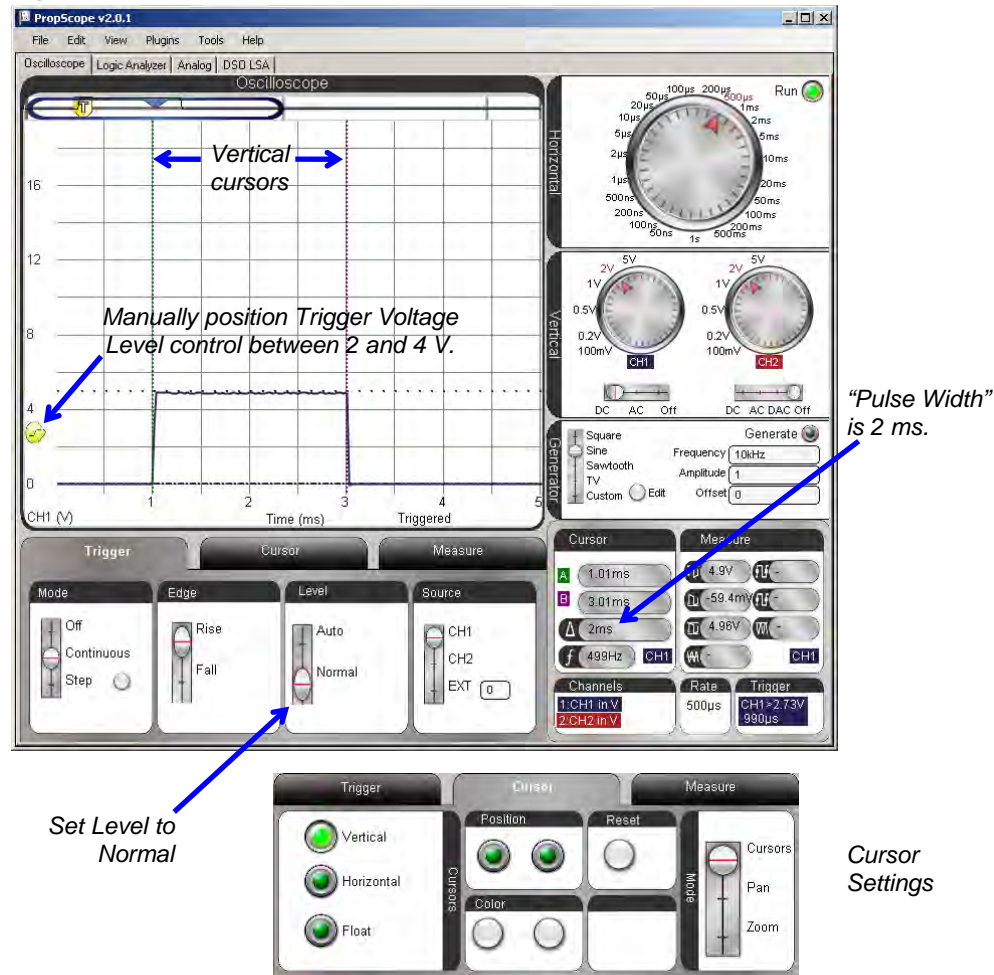 PropScope v2.0.1
File Edit View Plugins Tools Help
Oscilloscope Logic Analyzer Analog DSO LSA
Oscilloscope
T
Vertical
cursors
16
12
Manually position Trigger Voltage
Level control between 2 and 4 V.
8
4
0
1 2 3 4 5
CH1 (V) Time (ms) Triggered
Horizontal
Run
50µs 100µs 200µs 500µs
20µs 1ms
10µs 2ms
5µs 5ms
2µs 10ms
1µs 20ms
500ns 50ms
200ns 100ms
100ns 200ms
50ns 1s 500ms
Vertical
5V 5V
2V 2V
1V 1V
0.5V 0.5V
0.2V 0.2V
100mV 100mV
CH1 CH2
DC AC Off DC AC DAC Off
"Pulse Width"
is 2 ms.
Generator
Square Generate
Sine Frequency 10kHz
Sawtooth Amplitude 1
TV
Custom Edit Offset 0
Trigger Cursor Measure
Mode Edge Level Source
Off Rise Auto CH1
Continuous Fall Normal CH2
Step EXT 0
Cursor Measure
A 1.01ms 4.9V -
B 3.01ms -59.4mV -
Δ 2ms 4.96V -
f 499Hz CH1 - CH1
Channels Rate Trigger
1:CH1 in V 500µs CH1>2.73V
2:CH2 in V 990µs
Set Level to
Normal
Trigger Cursor Measure
Vertical
Horizontal
Float
Cursors
Position Reset
Color
Mode
Cursors
Pan
Zoom
Cursor
Settings